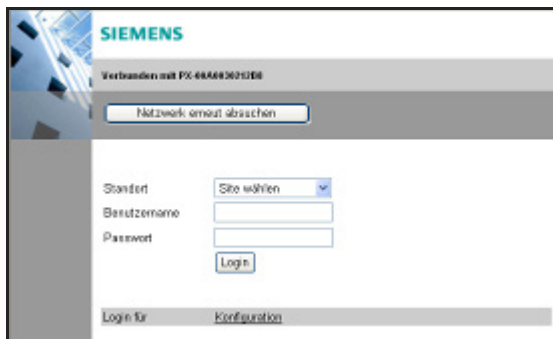 SIEMENS
Verbunden mit
Netzwerk erneut absuchen
Standort Site wählen
Benutzername
Passwort
Login
Login für Konfiguration